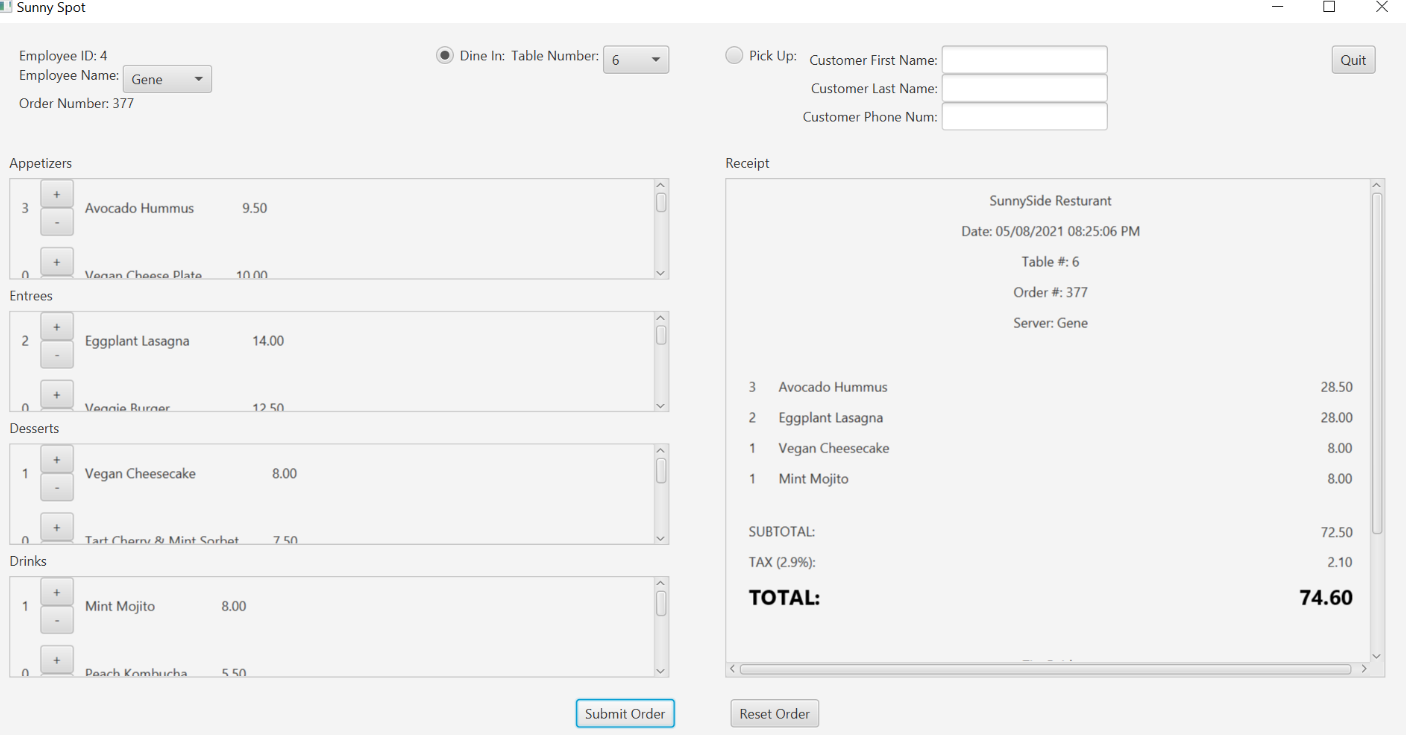 Sunny Spot
Employee ID: 4
Employee Name: Gene
Order Number: 377
Dine In: Table Number: 6
Pick Up: Customer First Name:
Customer Last Name:
Customer Phone Num:
Quit
Appetizers
3 + - Avocado Hummus 9.50
0 + Vegan Cheese Plate 10.00
Entrees
2 + - Eggplant Lasagna 14.00
0 + Veggie Burger 12.50
Desserts
1 + - Vegan Cheesecake 8.00
0 + Tart Cherry & Mint Sorbet 7.50
Drinks
1 + - Mint Mojito 8.00
0 + Peach Kombucha 5.50
Receipt
SunnySide Resturant
Date: 05/08/2021 08:25:06 PM
Table #: 6
Order #: 377
Server: Gene
3 Avocado Hummus 28.50
2 Eggplant Lasagna 28.00
1 Vegan Cheesecake 8.00
1 Mint Mojito 8.00
SUBTOTAL: 72.50
TAX (2.9%): 2.10
TOTAL: 74.60
Submit Order
Reset Order